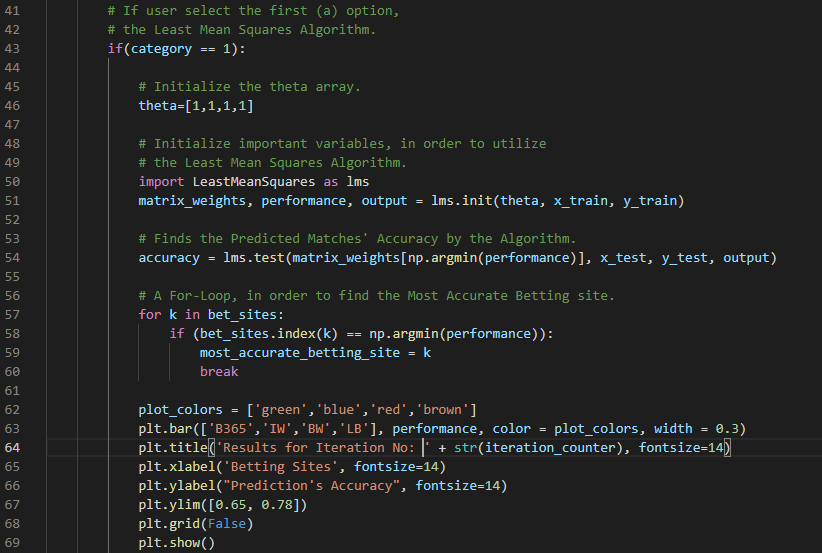 41 # If user select the first (a) option,
42 # the Least Mean Squares Algorithm.
43 if(category == 1):
44
45 # Initialize the theta array.
46 theta=[1,1,1,1]
47
48 # Initialize important variables, in order to utilize
49 # the Least Mean Squares Algorithm.
50 import LeastMeanSquares as lms
51 matrix_weights, performance, output = lms.init(theta, x_train, y_train)
52
53 # Finds the Predicted Matches' Accuracy by the Algorithm.
54 accuracy = lms.test(matrix_weights[np.argmin(performance)], x_test, y_test, output)
55
56 # A For-Loop, in order to find the Most Accurate Betting site.
57 for k in bet_sites:
58 if (bet_sites.index(k) == np.argmin(performance)):
59 most_accurate_betting_site = k
60 break
61
62 plot_colors = ['green','blue','red','brown']
63 plt.bar(['B365','IW','BW','LB'], performance, color = plot_colors, width = 0.3)
64 plt.title('Results for Iteration No: ' + str(iteration_counter), fontsize=14)
65 plt.xlabel('Betting Sites', fontsize=14)
66 plt.ylabel("Prediction's Accuracy", fontsize=14)
67 plt.ylim([0.65, 0.78])
68 plt.grid(False)
69 plt.show()